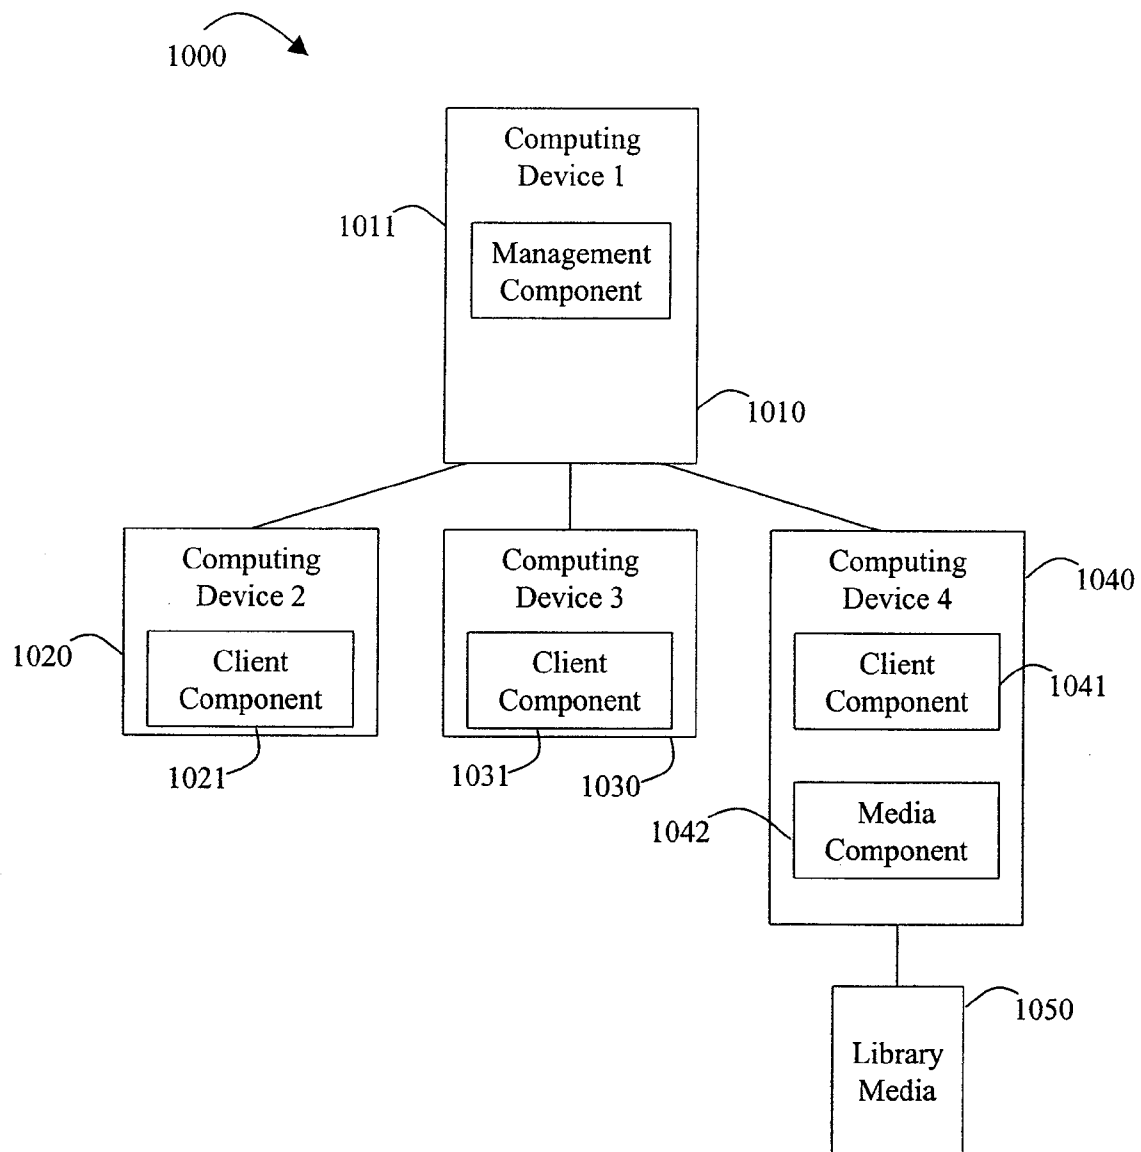 1000
Computing
Device 1
1011
Management
Component
1010
Computing
Device 2
1020
Client
Component
1021
Computing
Device 3
Client
Component
1031
1030
Computing
Device 4
1040
Client
Component
1041
1042
Media
Component
1050
Library
Media